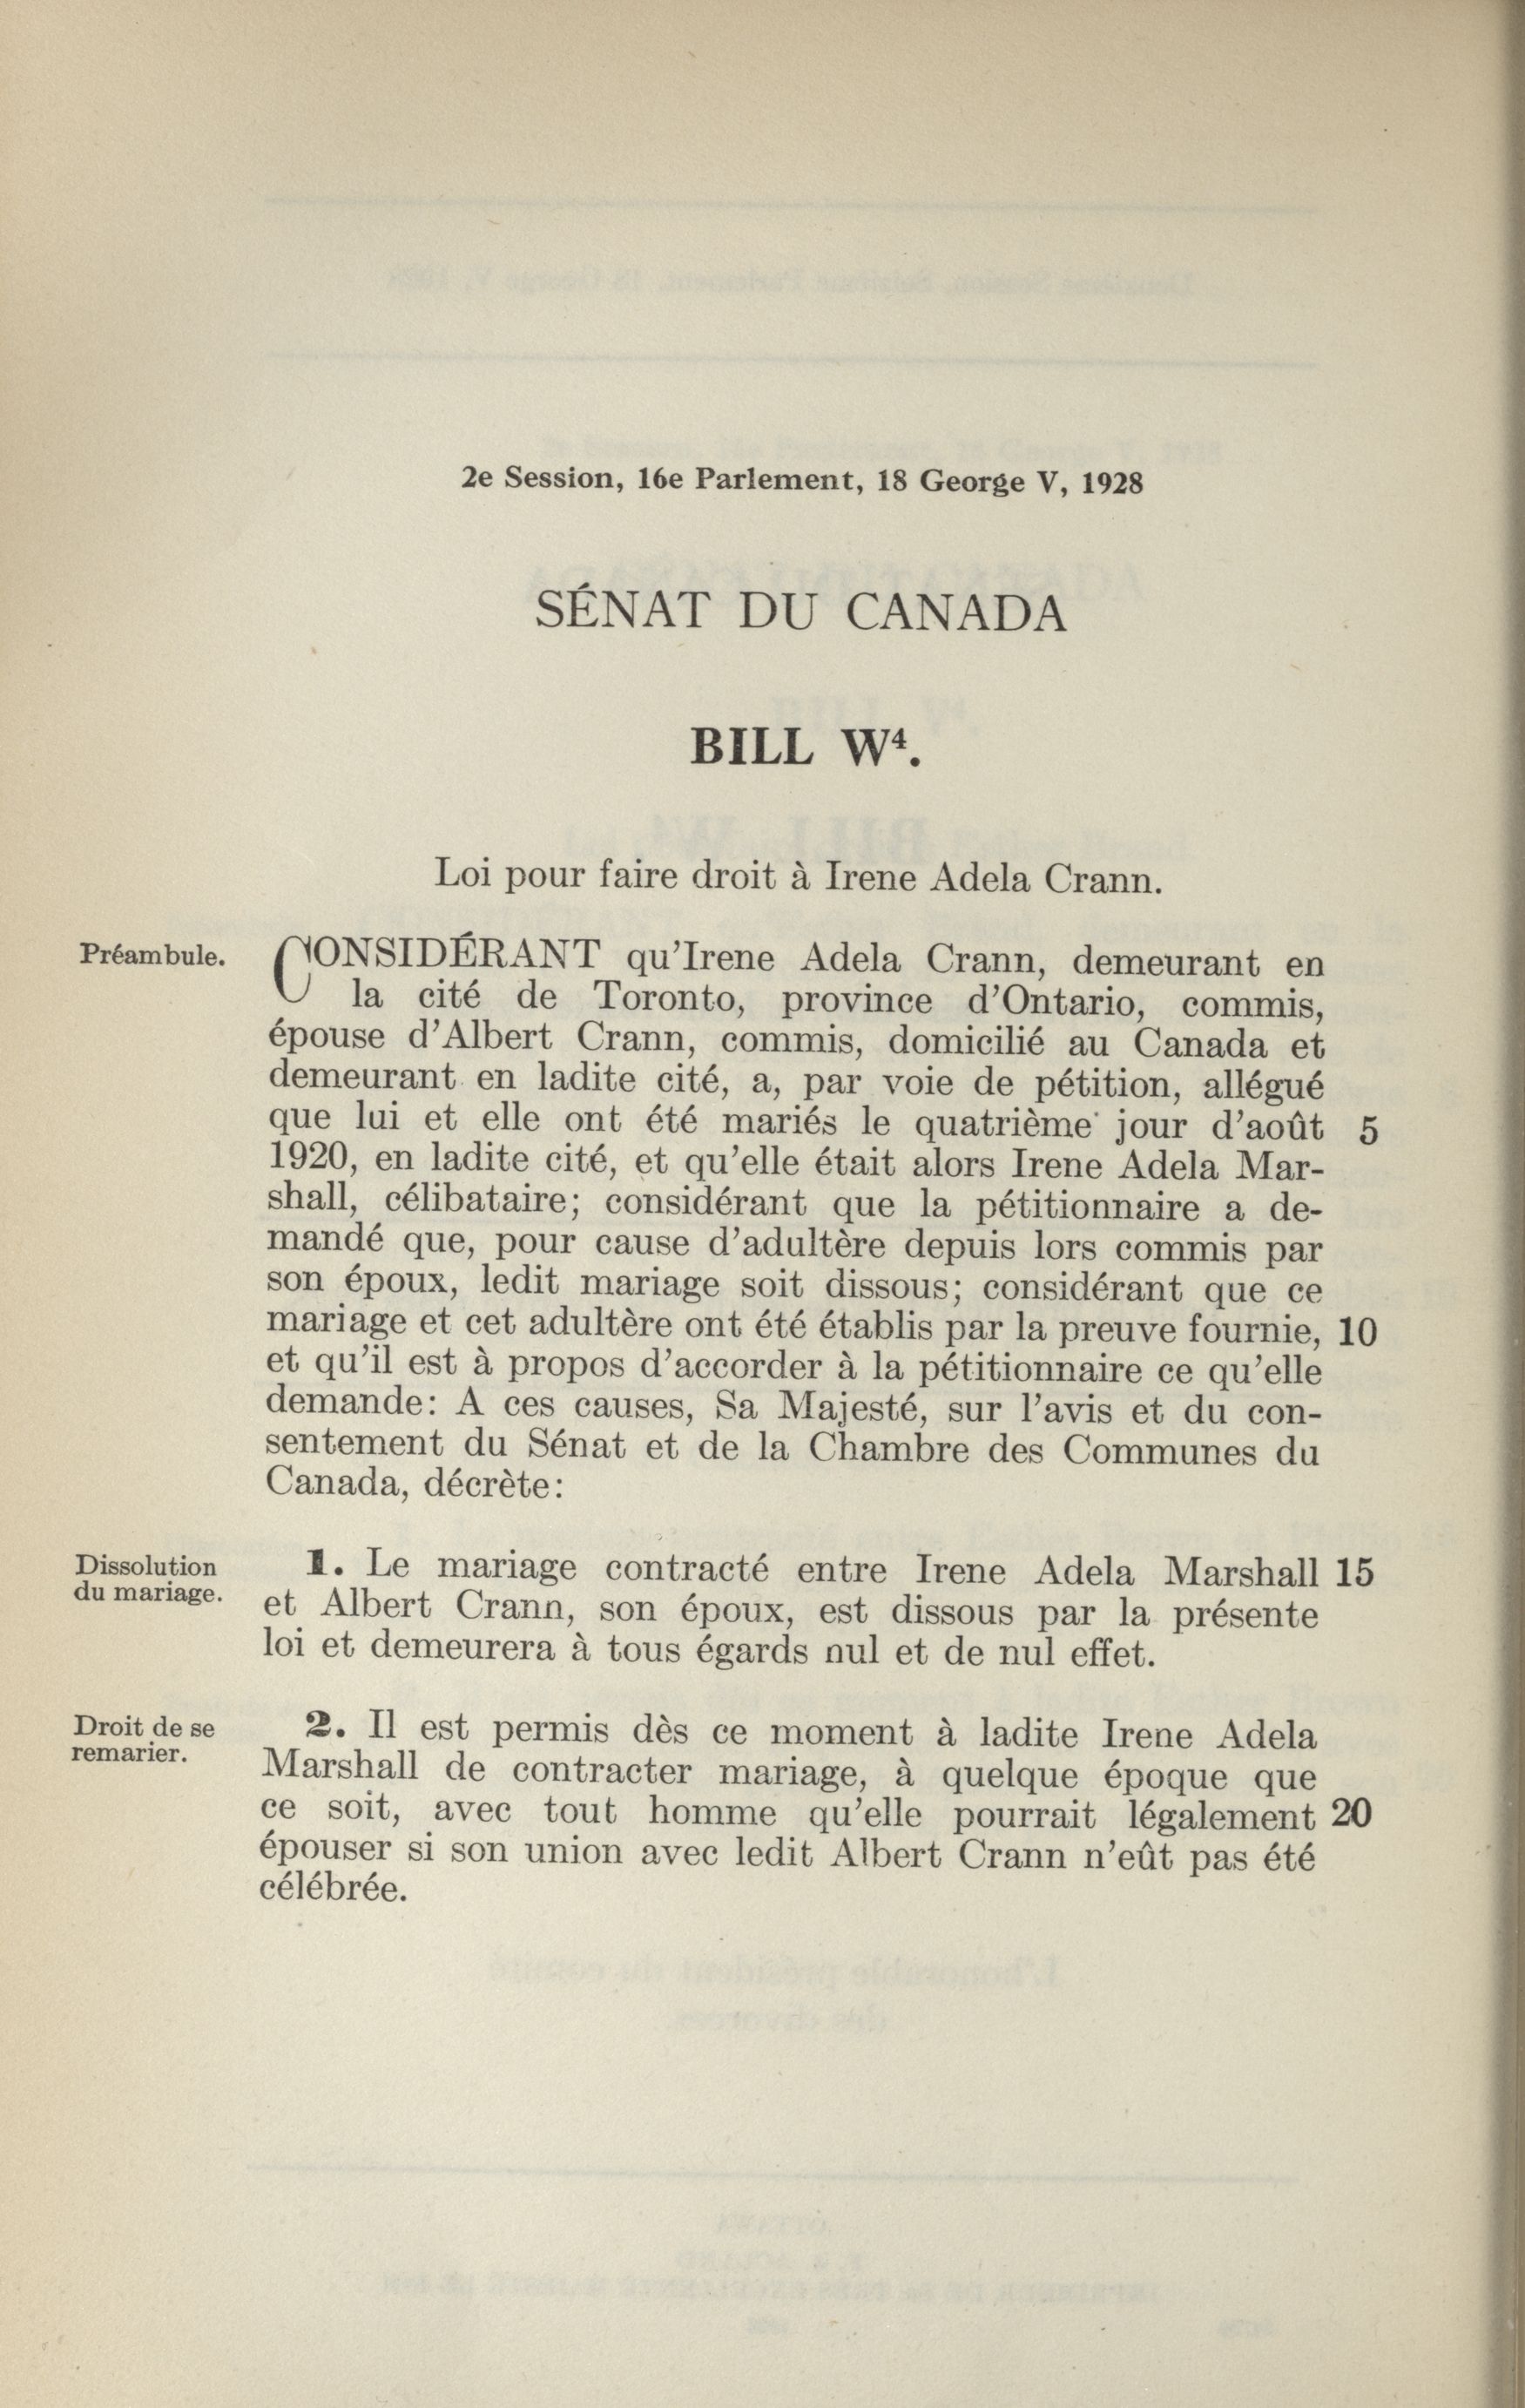 2e Session, 16e Parlement, 18 George V, 1928
SÉNAT DU CANADA
BILL W⁴.
Loi pour faire droit à Irene Adela Crann.
Préambule.
CONSIDÉRANT qu'Irene Adela Crann, demeurant en
la cité de Toronto, province d'Ontario, commis,
épouse d'Albert Crann, commis, domicilié au Canada et
demeurant en ladite cité, a, par voie de pétition, allégué
que lui et elle ont été mariés le quatrième jour d'août 5
1920, en ladite cité, et qu'elle était alors Irene Adela Mar-
shall, célibataire; considérant que la pétitionnaire a de-
mandé que, pour cause d'adultère depuis lors commis par
son époux, ledit mariage soit dissous; considérant que ce
mariage et cet adultère ont été établis par la preuve fournie, 10
et qu'il est à propos d'accorder à la pétitionnaire ce qu'elle
demande: A ces causes, Sa Majesté, sur l'avis et du con-
sentement du Sénat et de la Chambre des Communes du
Canada, décrète:
Dissolution
du mariage.
1. Le mariage contracté entre Irene Adela Marshall 15
et Albert Crann, son époux, est dissous par la présente
loi et demeurera à tous égards nul et de nul effet.
Droit de se
remarier.
2. Il est permis dès ce moment à ladite Irene Adela
Marshall de contracter mariage, à quelque époque que
ce soit, avec tout homme qu'elle pourrait légalement 20
épouser si son union avec ledit Albert Crann n'eût pas été
célébrée.